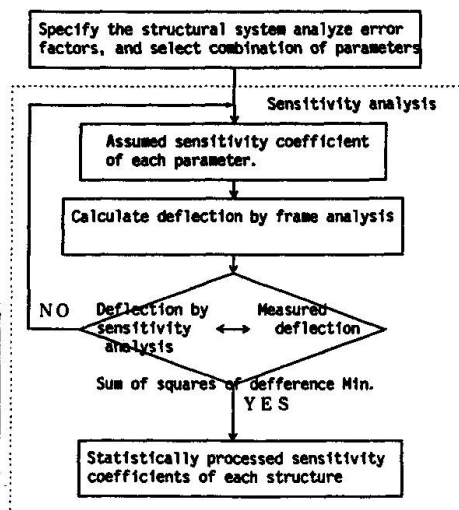 Specify the structural system analyze error
factors, and select combination of parameters
Sensitivity analysis
Assumed sensitivity coefficient
of each parameter.
Calculate deflection by frame analysis
NO
Deflection by
sensitivity
analysis
↔
Measured
deflection
Sum of squares of defference Min.
YES
Statistically processed sensitivity
coefficients of each structure